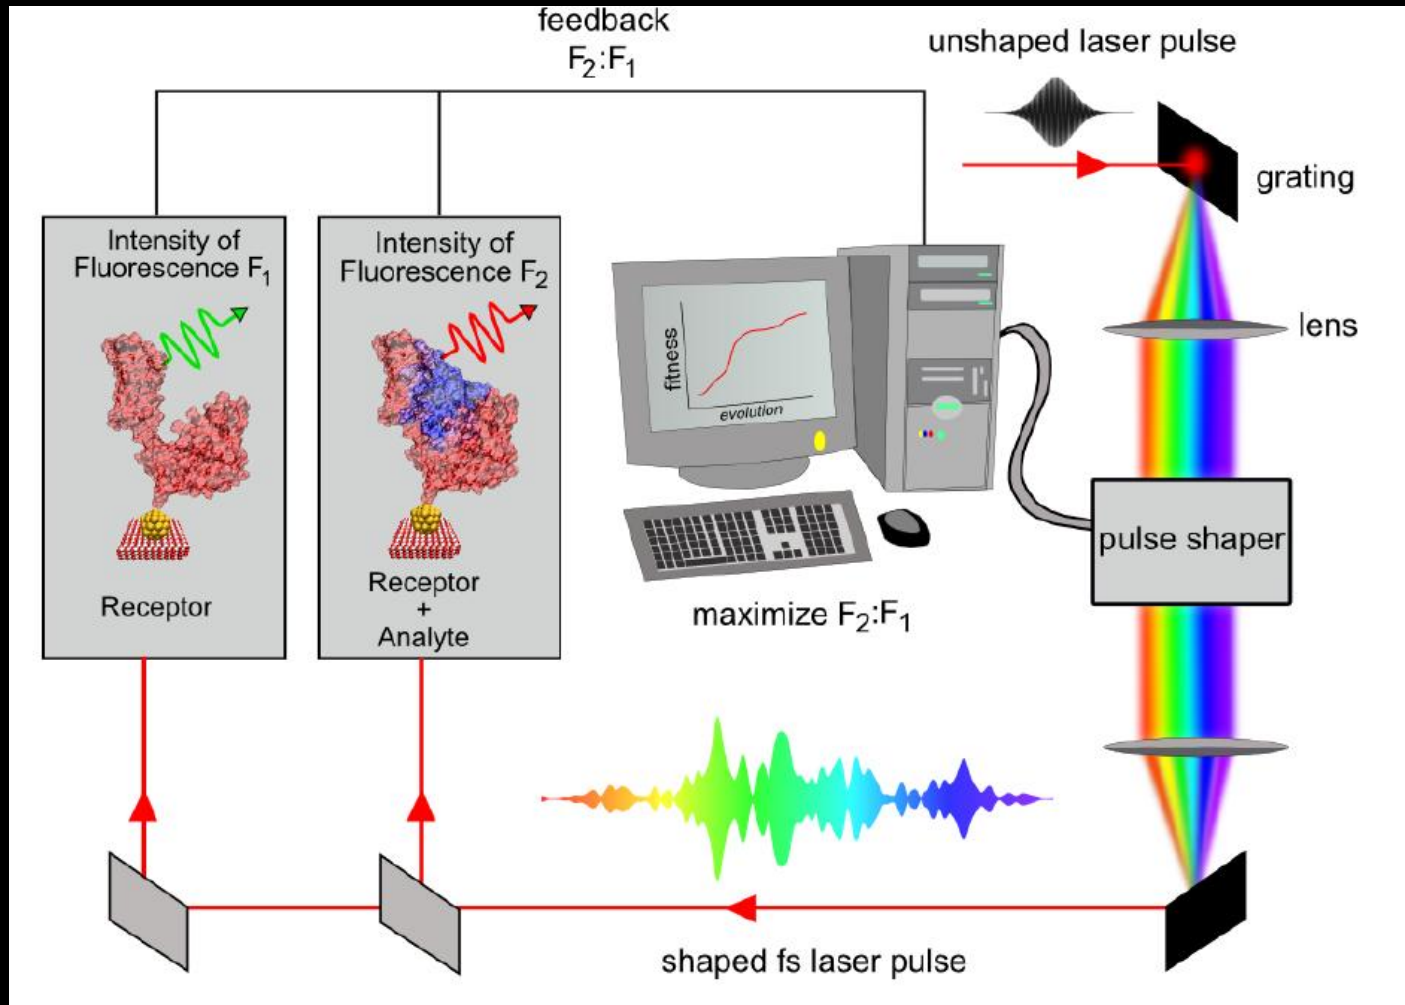 feedback
F₂:F₁
unshaped laser pulse
grating
Intensity of
Fluorescence F₁
Intensity of
Fluorescence F₂
lens
fitness
evolution
pulse shaper
Receptor
Receptor
+
Analyte
maximize F₂:F₁
shaped fs laser pulse